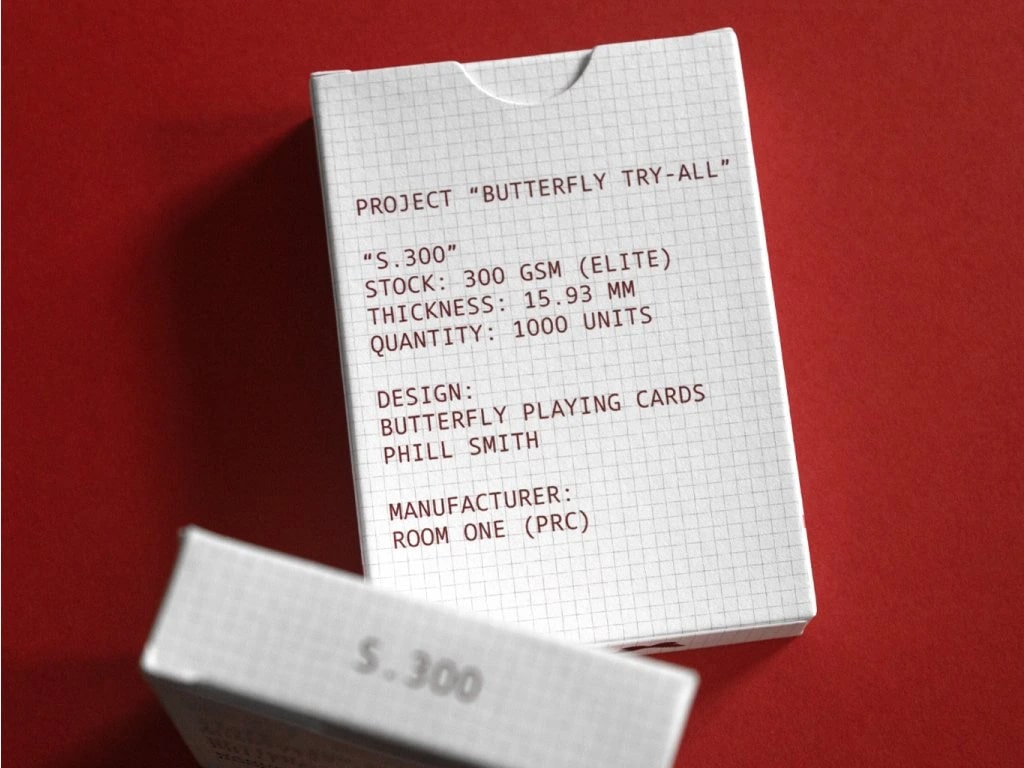 PROJECT “BUTTERFLY TRY-ALL”
“S.300”
STOCK: 300 GSM (ELITE)
THICKNESS: 15.93 MM
QUANTITY: 1000 UNITS
DESIGN:
BUTTERFLY PLAYING CARDS
PHILL SMITH
MANUFACTURER:
ROOM ONE (PRC)
S.300